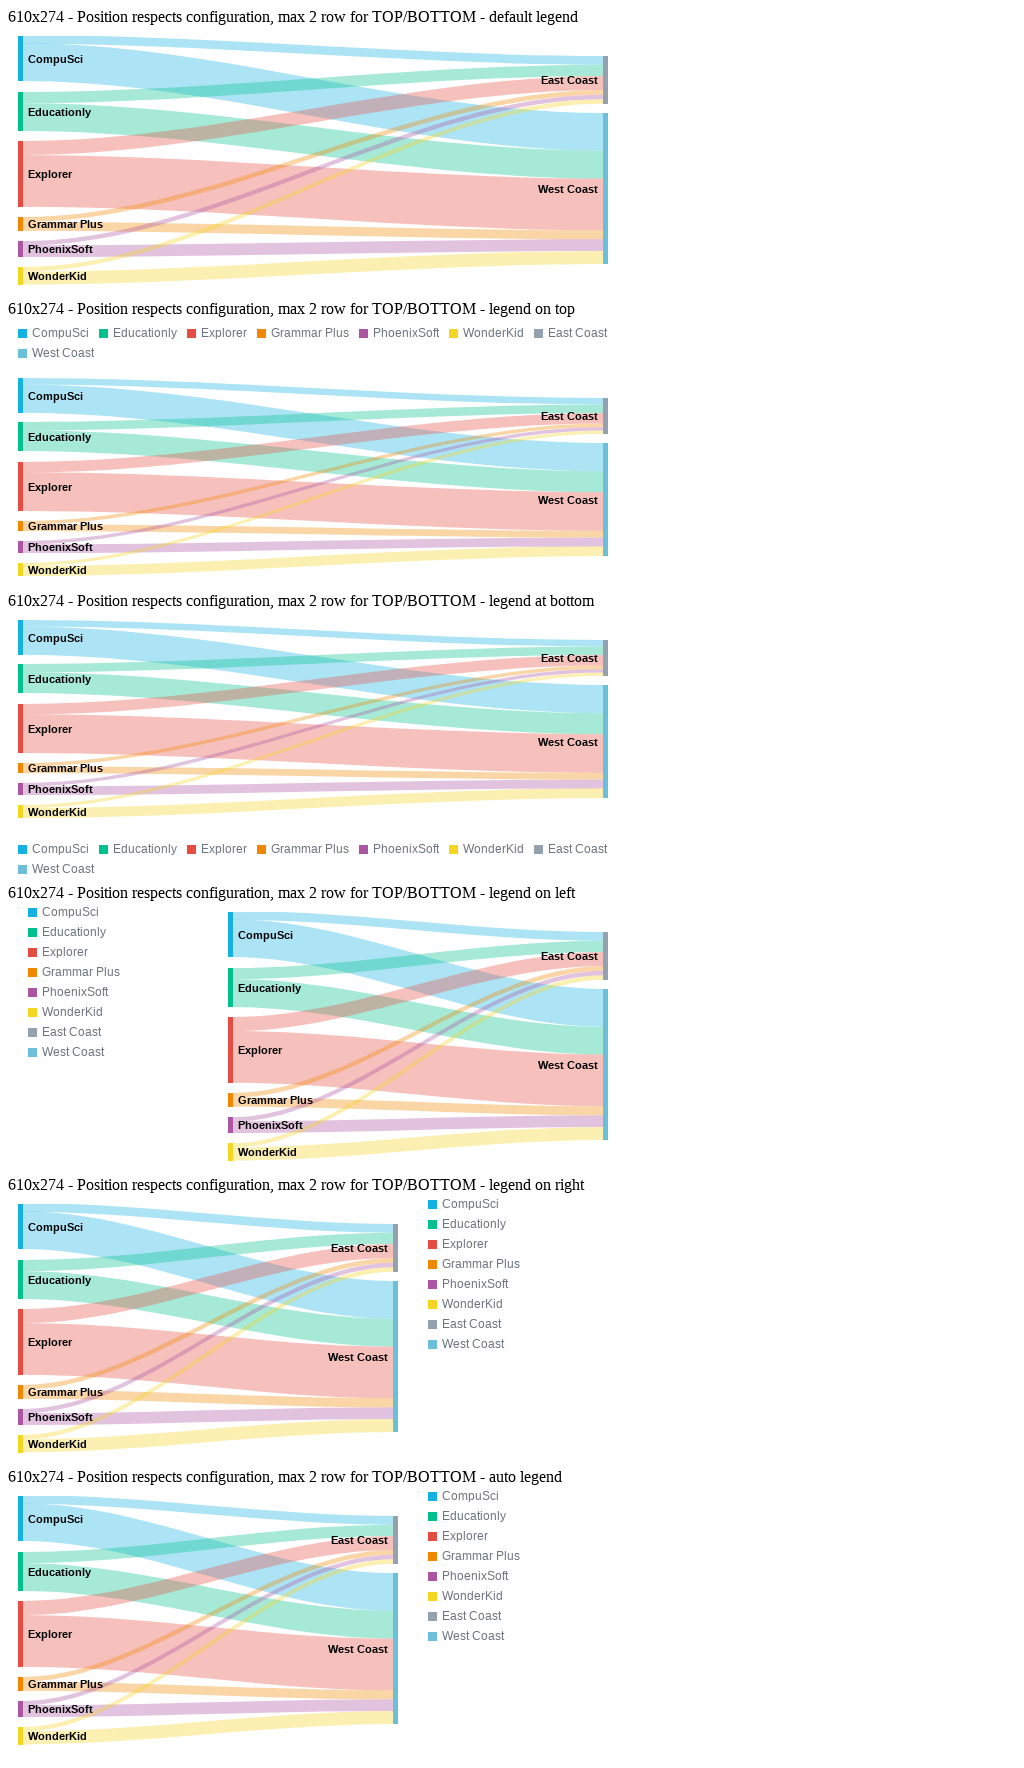 610x274 - Position respects configuration, max 2 row for TOP/BOTTOM - default legend
CompuSci
East Coast
Educationly
Explorer
West Coast
Grammar Plus
PhoenixSoft
WonderKid
610x274 - Position respects configuration, max 2 row for TOP/BOTTOM - legend on top
CompuSci Educationly Explorer Grammar Plus PhoenixSoft WonderKid East Coast
West Coast
CompuSci
East Coast
Educationly
Explorer
West Coast
Grammar Plus
PhoenixSoft
WonderKid
610x274 - Position respects configuration, max 2 row for TOP/BOTTOM - legend at bottom
CompuSci
East Coast
Educationly
Explorer
West Coast
Grammar Plus
PhoenixSoft
WonderKid
CompuSci Educationly Explorer Grammar Plus PhoenixSoft WonderKid East Coast
West Coast
610x274 - Position respects configuration, max 2 row for TOP/BOTTOM - legend on left
CompuSci
Educationly
Explorer
Grammar Plus
PhoenixSoft
WonderKid
East Coast
West Coast
CompuSci
East Coast
Educationly
Explorer
West Coast
Grammar Plus
PhoenixSoft
WonderKid
610x274 - Position respects configuration, max 2 row for TOP/BOTTOM - legend on right
CompuSci
East Coast
Educationly
Explorer
West Coast
Grammar Plus
PhoenixSoft
WonderKid
CompuSci
Educationly
Explorer
Grammar Plus
PhoenixSoft
WonderKid
East Coast
West Coast
610x274 - Position respects configuration, max 2 row for TOP/BOTTOM - auto legend
CompuSci
East Coast
Educationly
Explorer
West Coast
Grammar Plus
PhoenixSoft
WonderKid
CompuSci
Educationly
Explorer
Grammar Plus
PhoenixSoft
WonderKid
East Coast
West Coast